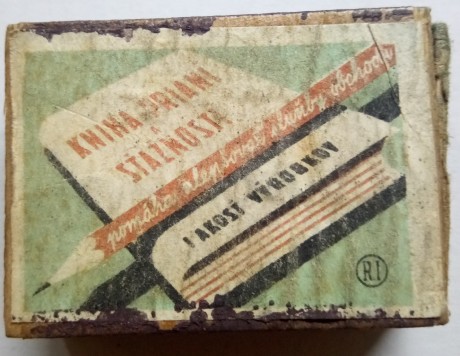 KNIHA PRIANÍ
A
SŤAŽNOSTÍ
pomáha zlepšovať služby obchodu
I AKOSŤ VÝROBKOV
RI